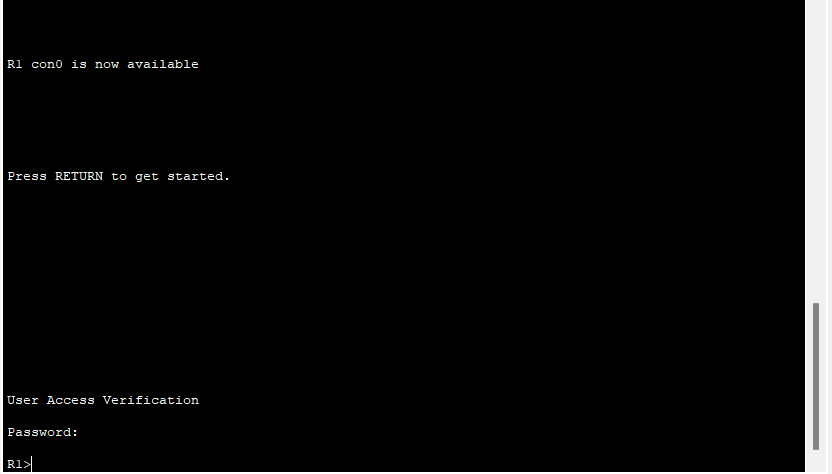 R1 con0 is now available
Press RETURN to get started.
User Access Verification
Password:
R1>